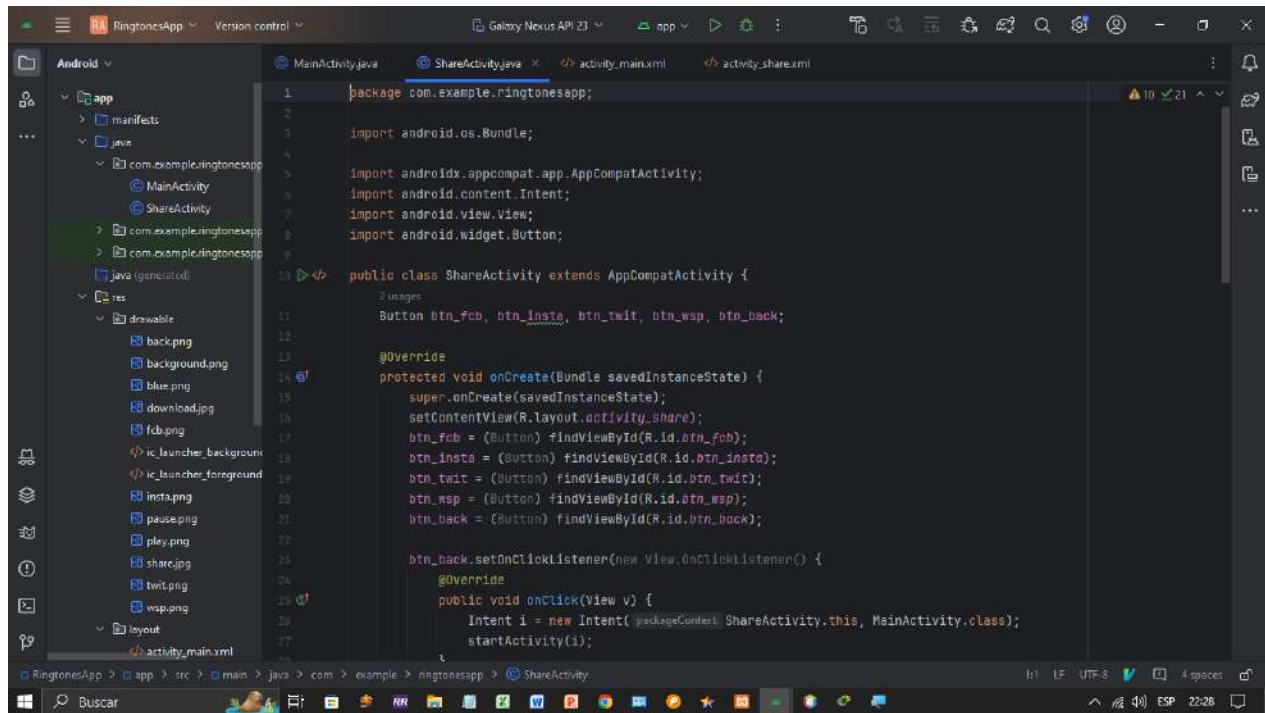 RA RingtonesApp Version control Galaxy Nexus API 23 app
Android
MainActivity.java ShareActivity.java activity_main.xml activity_share.xml
app
manifests
java
com.example.ringtonesapp
MainActivity
ShareActivity
com.example.ringtonesapp
com.example.ringtonesapp
java (generated)
res
drawable
back.png
background.png
blue.png
download.jpg
fcb.png
ic_launcher_background
ic_launcher_foreground
insta.png
pause.png
play.png
share.jpg
twit.png
wsp.png
layout
activity_main.xml
10 21
1 package com.example.ringtonesapp;
2
3 import android.os.Bundle;
4
5 import androidx.appcompat.app.AppCompatActivity;
6 import android.content.Intent;
7 import android.view.View;
8 import android.widget.Button;
9
10 public class ShareActivity extends AppCompatActivity {
2 usages
11 Button btn_fcb, btn_insta, btn_twit, btn_wsp, btn_back;
12
13 @Override
14 protected void onCreate(Bundle savedInstanceState) {
15 super.onCreate(savedInstanceState);
16 setContentView(R.layout.activity_share);
17 btn_fcb = (Button) findViewById(R.id.btn_fcb);
18 btn_insta = (Button) findViewById(R.id.btn_insta);
19 btn_twit = (Button) findViewById(R.id.btn_twit);
20 btn_wsp = (Button) findViewById(R.id.btn_wsp);
21 btn_back = (Button) findViewById(R.id.btn_back);
22
23 btn_back.setOnClickListener(new View.OnClickListener() {
24 @Override
25 public void onClick(View v) {
26 Intent i = new Intent( packageContext: ShareActivity.this, MainActivity.class);
27 startActivity(i);
RingtonesApp > app > src > main > java > com > example > ringtonesapp > ShareActivity 1:1 LF UTF-8 4 spaces
Buscar RR ESP 22:28